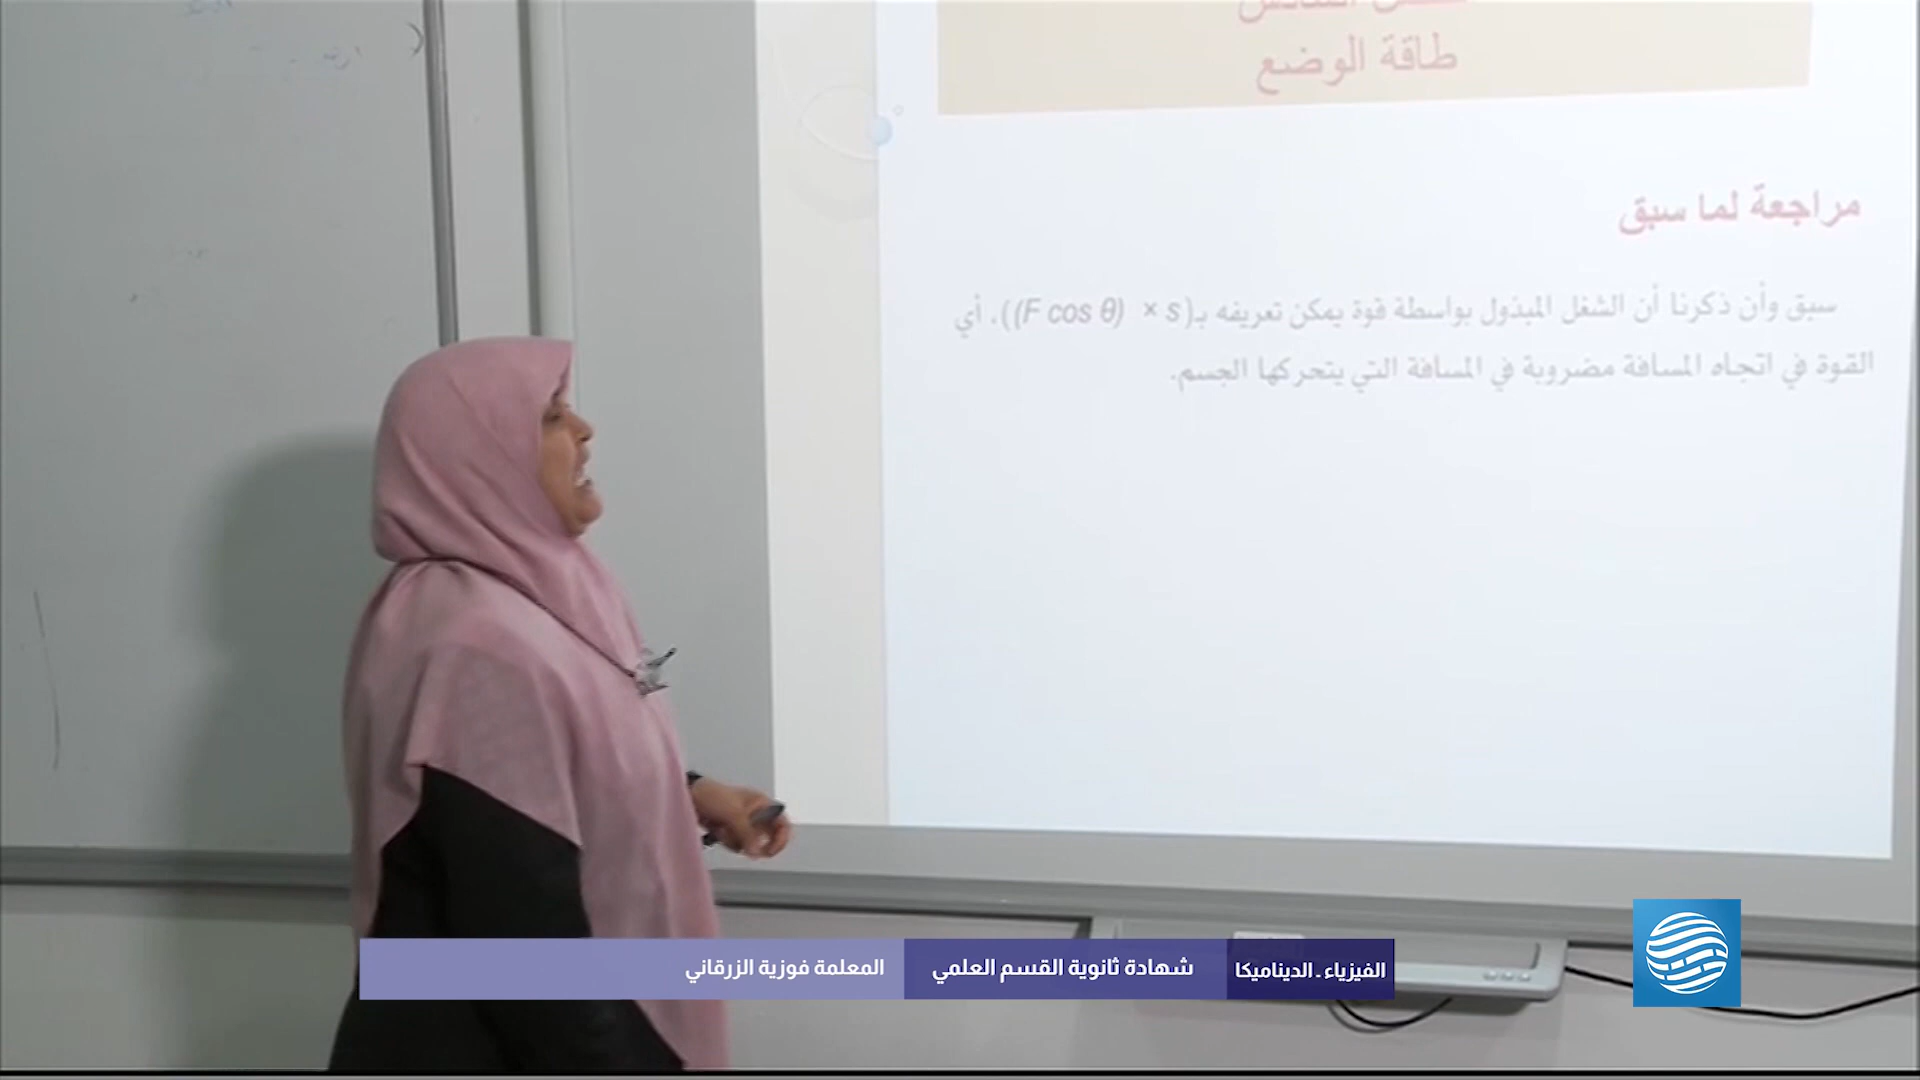 طاقة الوضع
مراجعة لما سبق
سبق وأن ذكرنا أن الشغل المبذول بواسطة قوة يمكن تعريفه بـ((F cos θ) × s). أي
القوة في اتجاه المسافة مضروبة في المسافة التي يتحركها الجسم.
الفيزياء - الديناميكا
شهادة ثانوية القسم العلمي
المعلمة فوزية الزرقاني